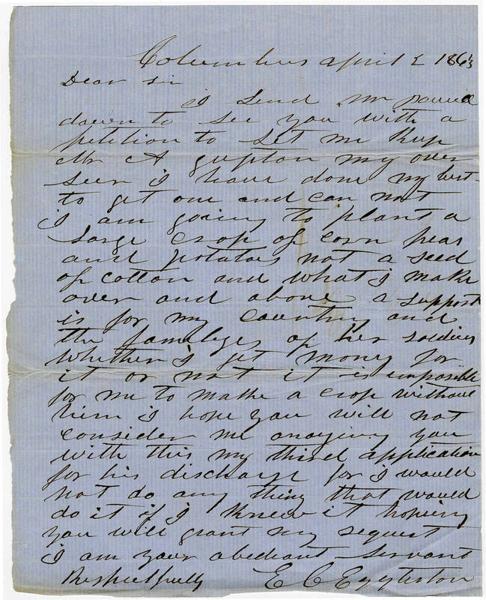 Columbus april 2 1863
Dear Sir
I send Mr
down to see you with a
petition to let me Keep
Mr A gupton my over
seer i have done my best
to get one and can not
I am going to plant a
large crop of corn peas
and potatoes not a seed
of cotton and what i make
over and above a support
is for my country and
the familyes of her soldiers
whether I get money for
it or not it is impossible
for me to make a crop without
him i hope you will not
consider me anoying you
with this my third application
for his discharge for i would
not do any thing that would
do it if I Knew it hoping
you will grant my request
i am your obediant Servant
Respectfully E C Eggleston